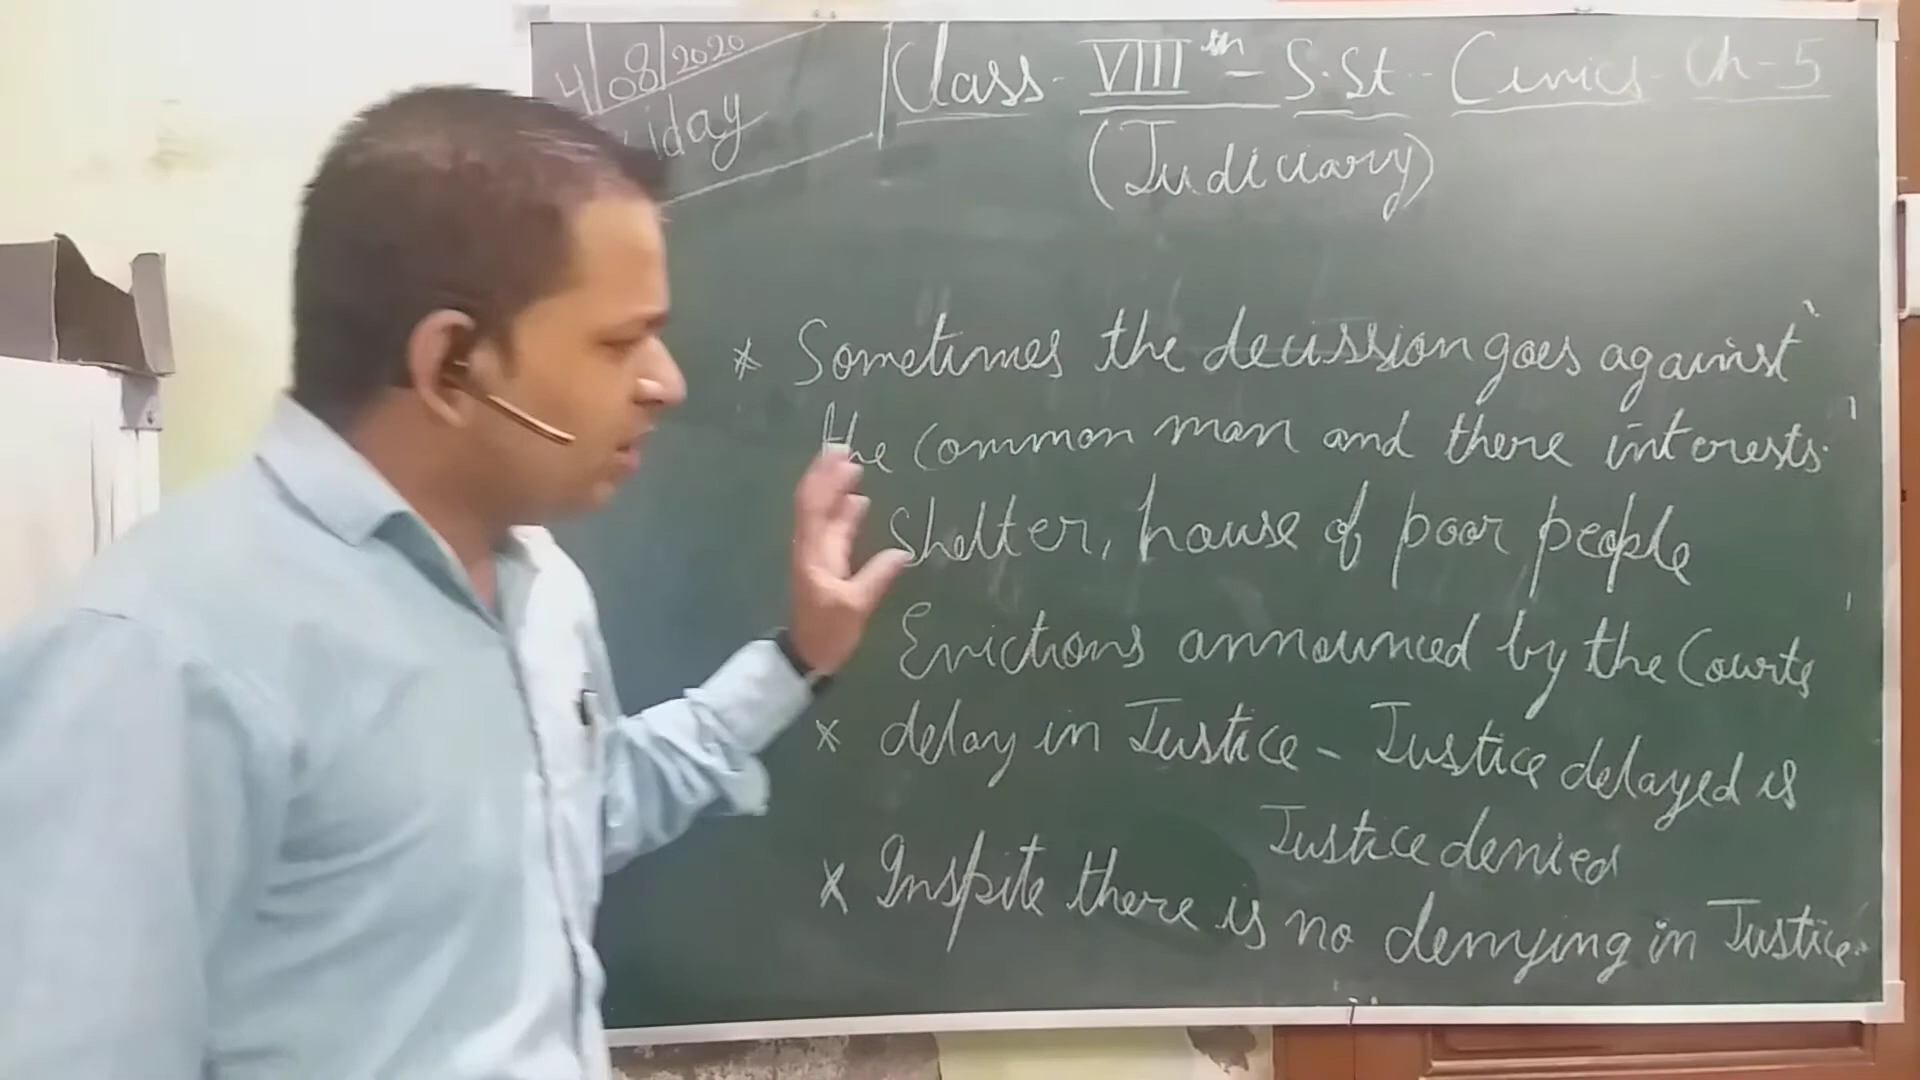 4/08/2020
iday
Class - VIIIth - S.St - Civics - Ch - 5
(Judiciary)
* Sometimes the decission goes against
the common man and there interests.
Shelter, house of poor people
Evictions announced by the Courts
* delay in Justice - Justice delayed is
Justice denied
* Inspite there is no denying in Justice.